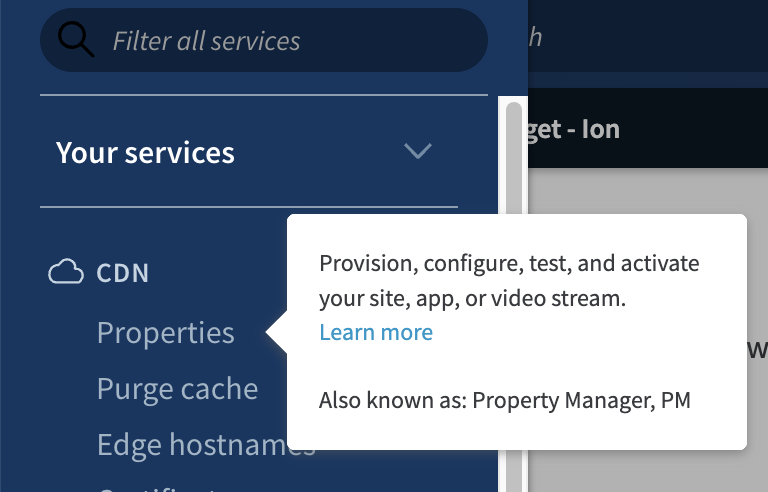 Filter all services
h
get - Ion
Your services
CDN
Properties
Purge cache
Edge hostnames
Provision, configure, test, and activate
your site, app, or video stream.
Learn more
Also known as: Property Manager, PM
w